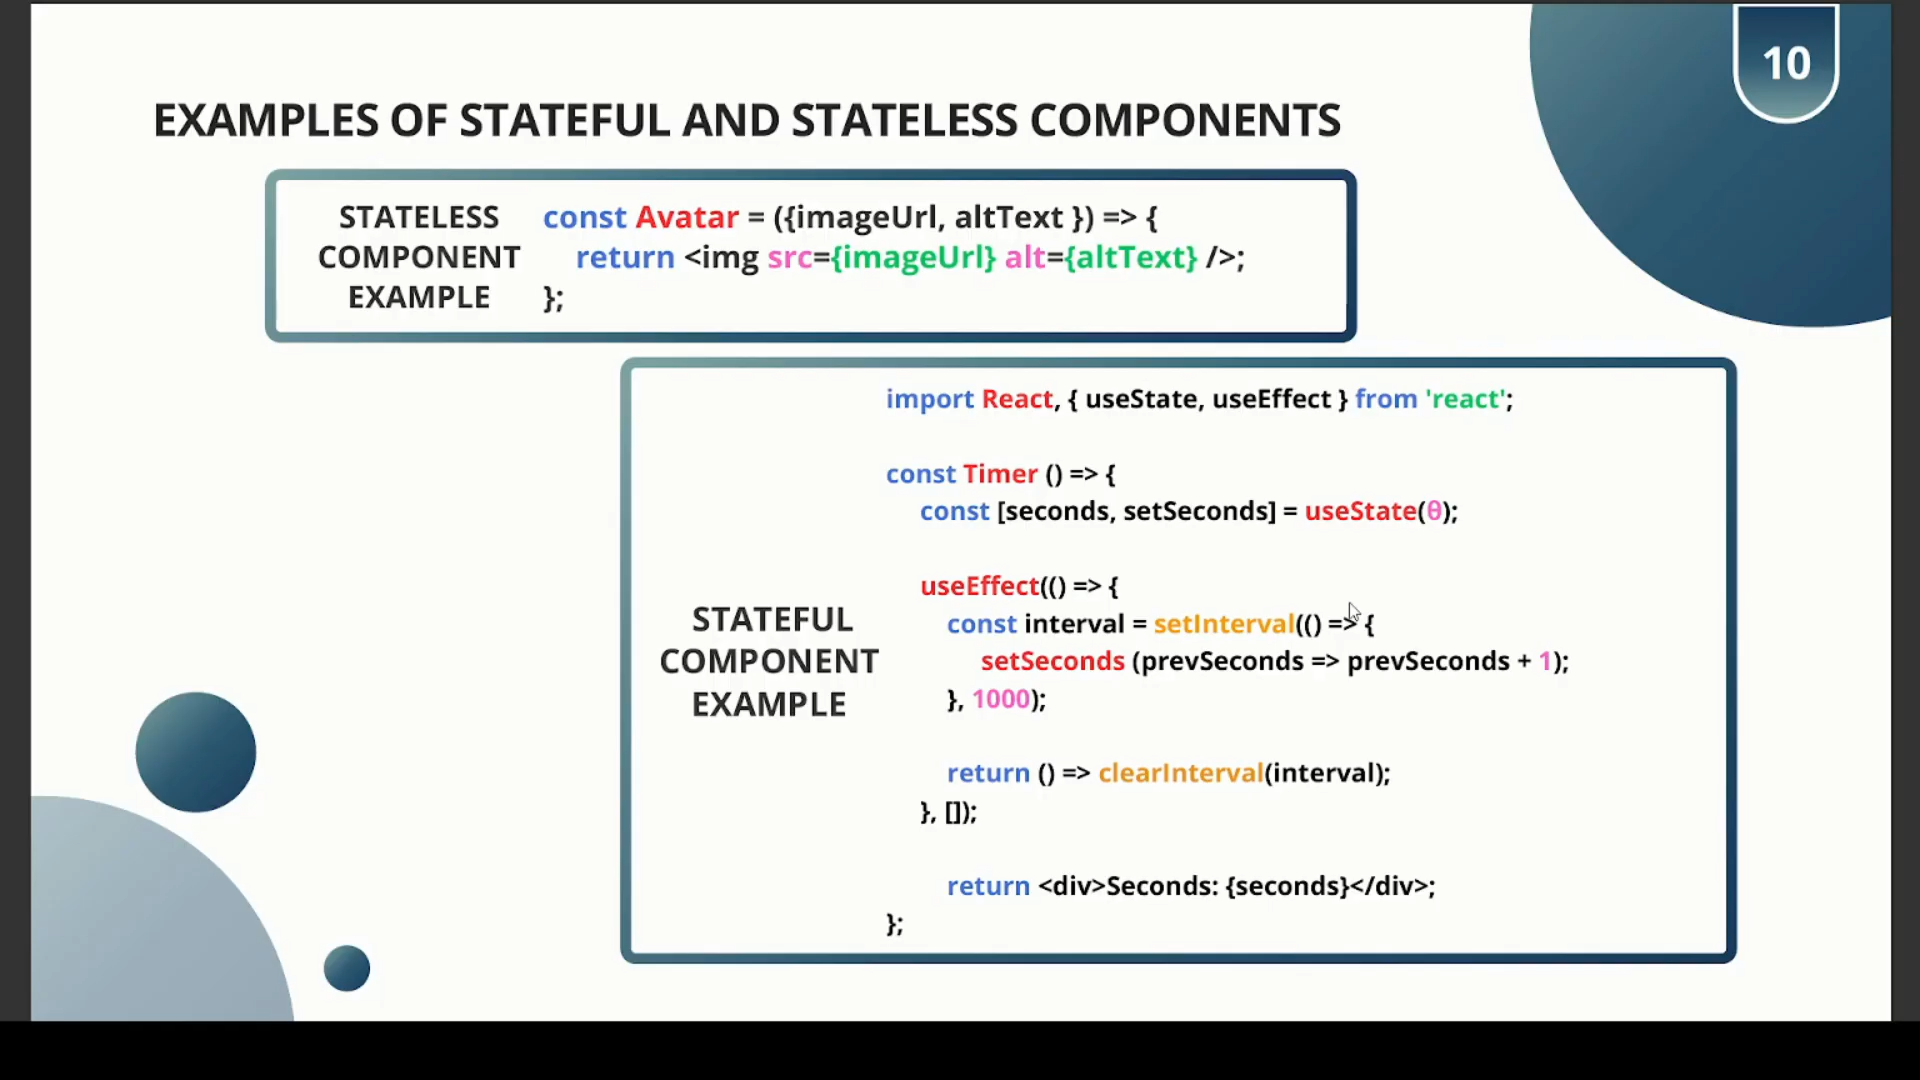 10
EXAMPLES OF STATEFUL AND STATELESS COMPONENTS
STATELESS
COMPONENT
EXAMPLE
const Avatar = ({imageUrl, altText }) => {
return <img src={imageUrl} alt={altText} />;
};
STATEFUL
COMPONENT
EXAMPLE
import React, { useState, useEffect } from 'react';
const Timer () => {
const [seconds, setSeconds] = useState(θ);
useEffect(() => {
const interval = setInterval(() => {
setSeconds (prevSeconds => prevSeconds + 1);
}, 1000);
return () => clearInterval(interval);
}, []);
return <div>Seconds: {seconds}</div>;
};